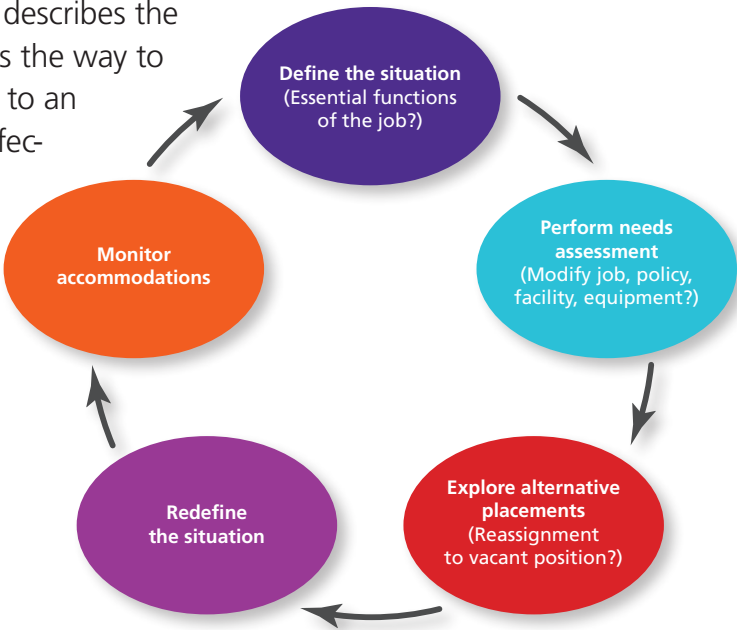 describes the
s the way to
to an
fec-
Define the situation
(Essential functions
of the job?)
Perform needs
assessment
(Modify job, policy,
facility, equipment?)
Explore alternative
placements
(Reassignment
to vacant position?)
Redefine
the situation
Monitor
accommodations